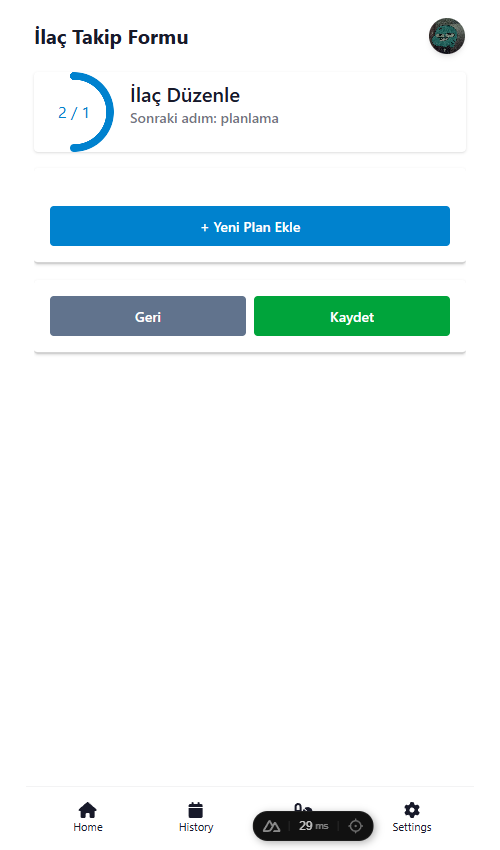 İlaç Takip Formu
2 / 1
İlaç Düzenle
Sonraki adım: planlama
+ Yeni Plan Ekle
Geri
Kaydet
Home
History
29 ms
Settings